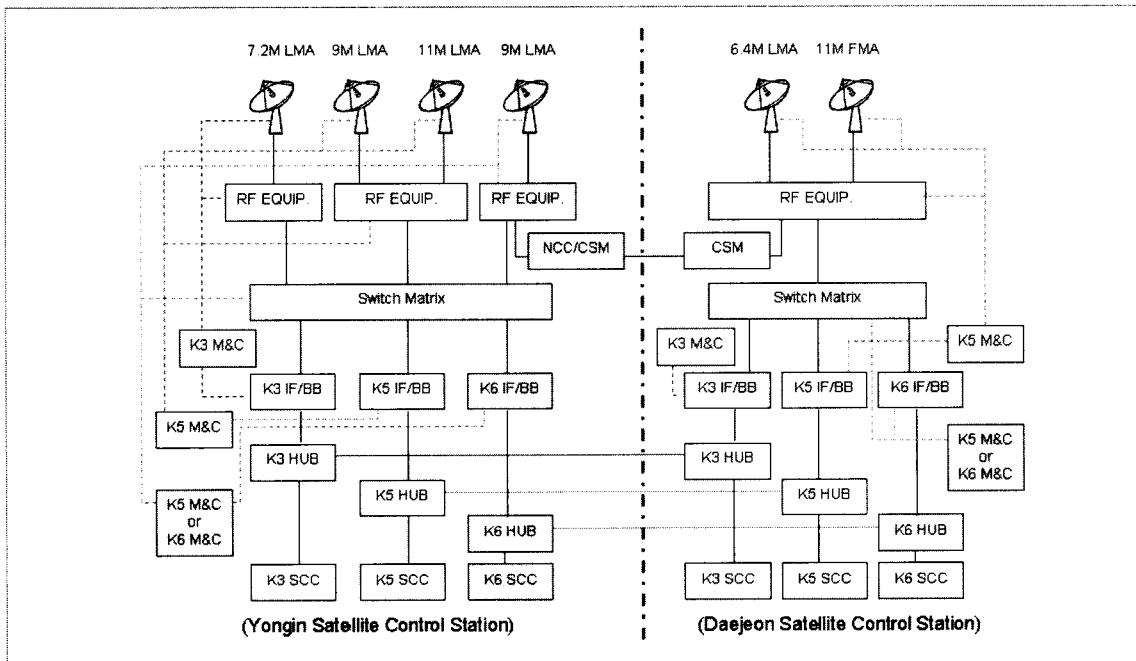 7.2M LMA 9M LMA 11M LMA 9M LMA 6.4M LMA 11M FMA
RF EQUIP. RF EQUIP. RF EQUIP. RF EQUIP.
NCC/CSM CSM
Switch Matrix Switch Matrix
K3 M&C K3 M&C K5 M&C
K3 IF/BB K5 IF/BB K6 IF/BB K3 IF/BB K5 IF/BB K6 IF/BB
K5 M&C
K3 HUB K3 HUB
K5 M&C
or
K6 M&C
K5 HUB K5 HUB
K5 M&C
or
K6 M&C
K6 HUB K6 HUB
K3 SCC K5 SCC K6 SCC K3 SCC K5 SCC K6 SCC
(Yongin Satellite Control Station) (Daejeon Satellite Control Station)